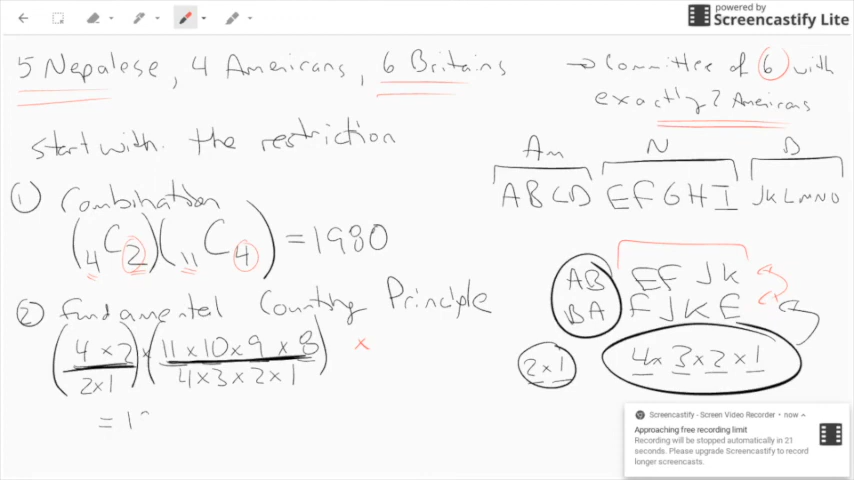 powered by
Screencastify Lite
5 Nepalese, 4 Americans, 6 Britains
→ Committee of 6 with
exactly 2 Americans
start with the restriction
Am N B
ABCD EFGHI JKLMNO
① Combination
(₄C₂)(₁₁C₄) = 1980
AB EF JK
BA FJKE
② Fundamental Counting Principle
(4 × 2 / 2×1) × (11 × 10 × 9 × 8 / 4×3×2×1) ×
2×1 4×3×2×1
= 19
Screencastify - Screen Video Recorder • now
Approaching free recording limit
Recording will be stopped automatically in 21
seconds. Please upgrade Screencastify to record
longer screencasts.